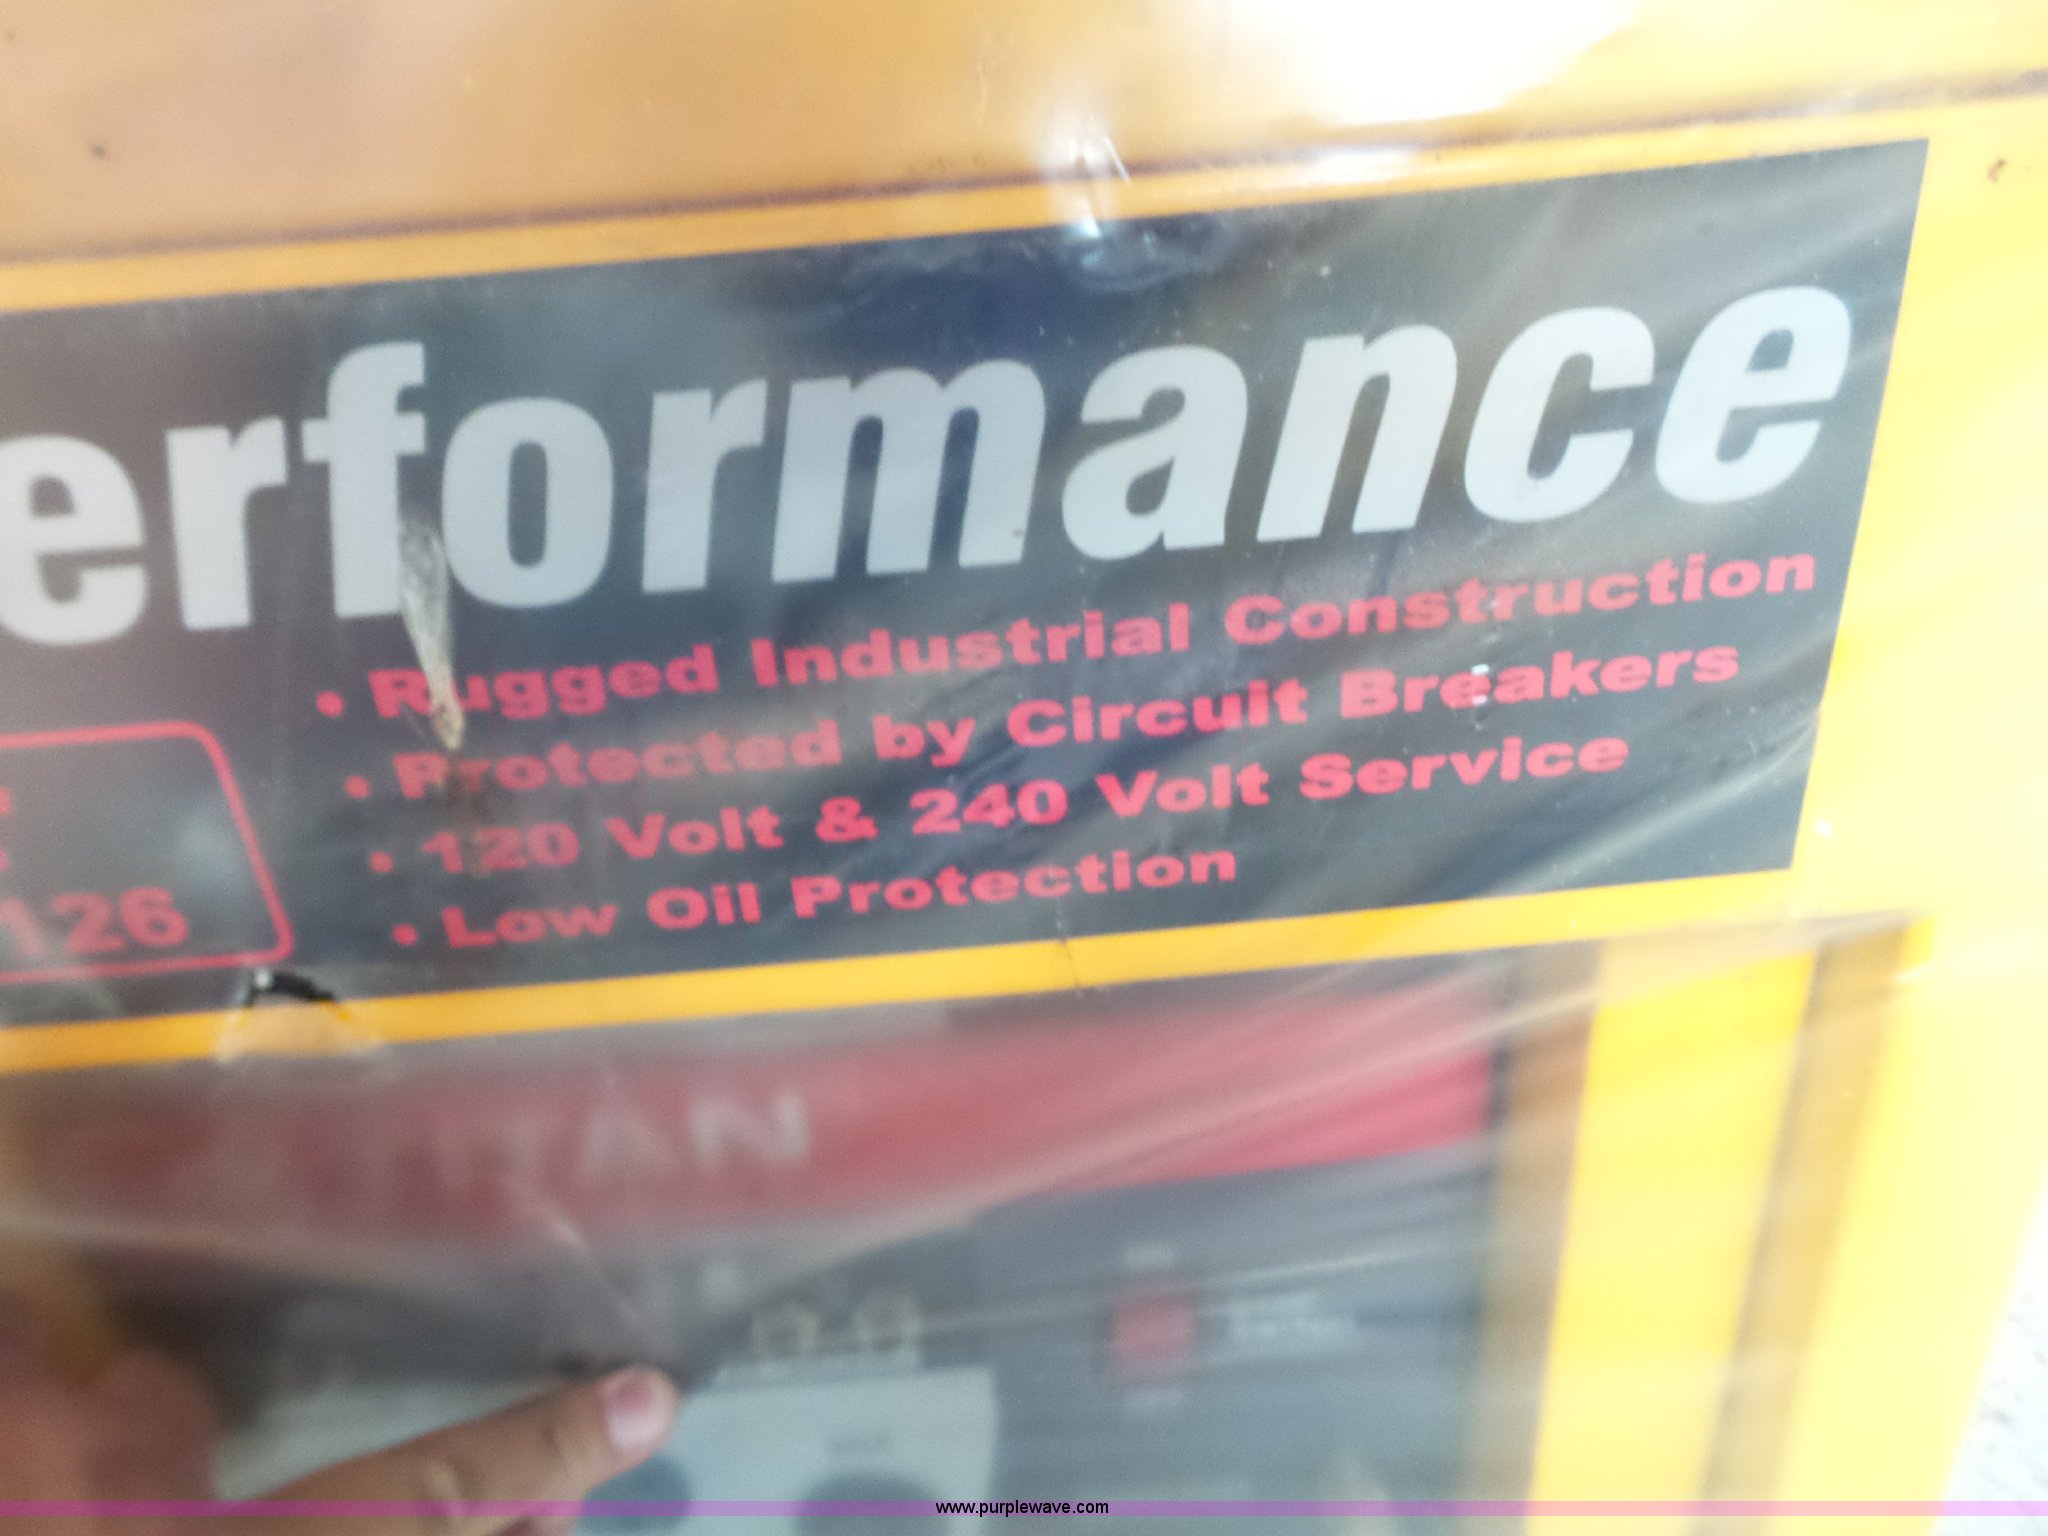 erformance
• Rugged Industrial Construction
• Protected by Circuit Breakers
• 120 Volt & 240 Volt Service
• Low Oil Protection
126
TITAN
www.purplewave.com